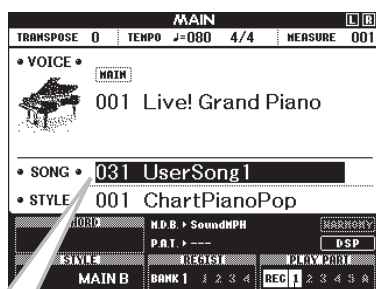 MAIN L R
TRANSPOSE 0 TEMPO ♩=080 4/4 MEASURE 001
• VOICE •
MAIN
001 Live! Grand Piano
• SONG • 031 UserSong1
• STYLE 001 ChartPianoPop
M.D.B. ▸ SoundMPH HARMONY
P.A.T. ▸ --- DSP
STYLE REGIST PLAY PART
MAIN B BANK 1 1 2 3 4 REG 1 2 3 4 5 A